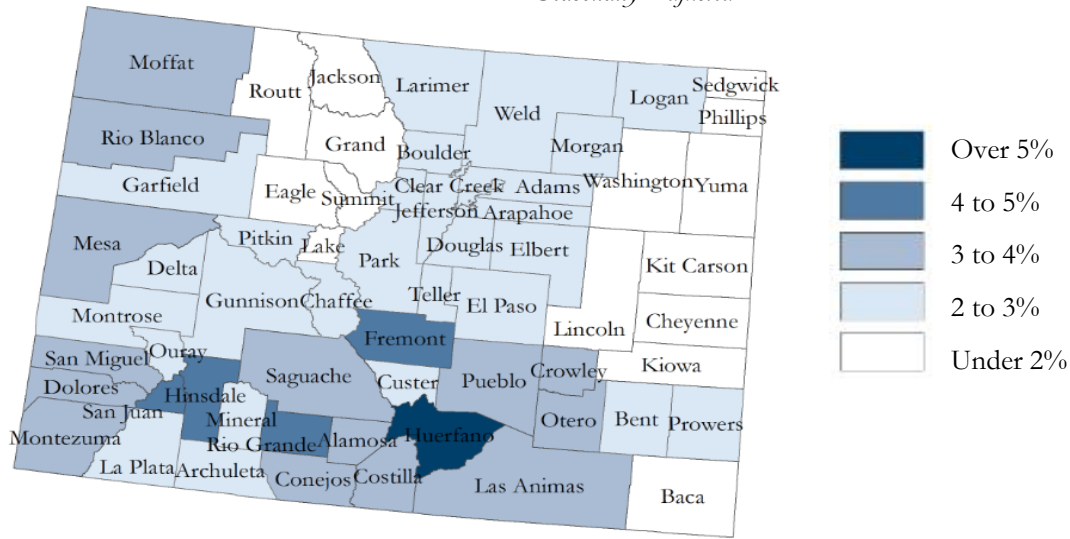 Moffat
Routt
Jackson
Larimer
Weld
Logan
Sedgwick
Phillips
Rio Blanco
Grand
Boulder
Morgan
Washington
Yuma
Garfield
Eagle
Summit
Clear Creek
Adams
Jefferson
Arapahoe
Mesa
Pitkin
Lake
Park
Douglas
Elbert
Kit Carson
Delta
Gunnison
Chaffee
Teller
El Paso
Lincoln
Cheyenne
Montrose
Fremont
Kiowa
San Miguel
Ouray
Saguache
Custer
Pueblo
Crowley
Dolores
Hinsdale
San Juan
Mineral
Otero
Bent
Prowers
Montezuma
Rio Grande
Alamosa
Huerfano
La Plata
Archuleta
Conejos
Costilla
Las Animas
Baca
Over 5%
4 to 5%
3 to 4%
2 to 3%
Under 2%